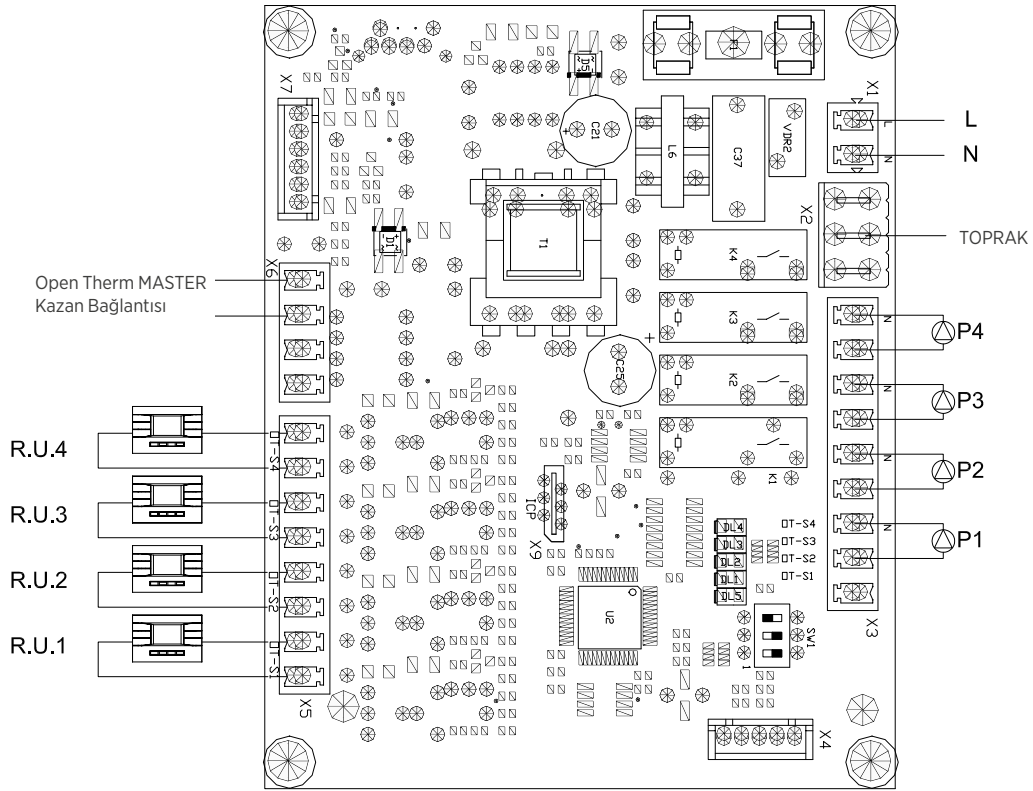 X7
D5
F1
X1
L
L
C21
L6
C37
VDR2
N
N
X2
D1
T1
K4
TOPRAK
X6
Open Therm MASTER
Kazan Bağlantısı
K3
N
P4
C25
K2
N
P3
R.U.4
OT-S4
K1
N
P2
R.U.3
OT-S3
ICP
X9
DL4
OT-S4
N
P1
DL3
OT-S3
DL2
OT-S2
R.U.2
OT-S2
DL1
OT-S1
DL5
U2
SW1
1
X3
R.U.1
OT-S1
X5
X4